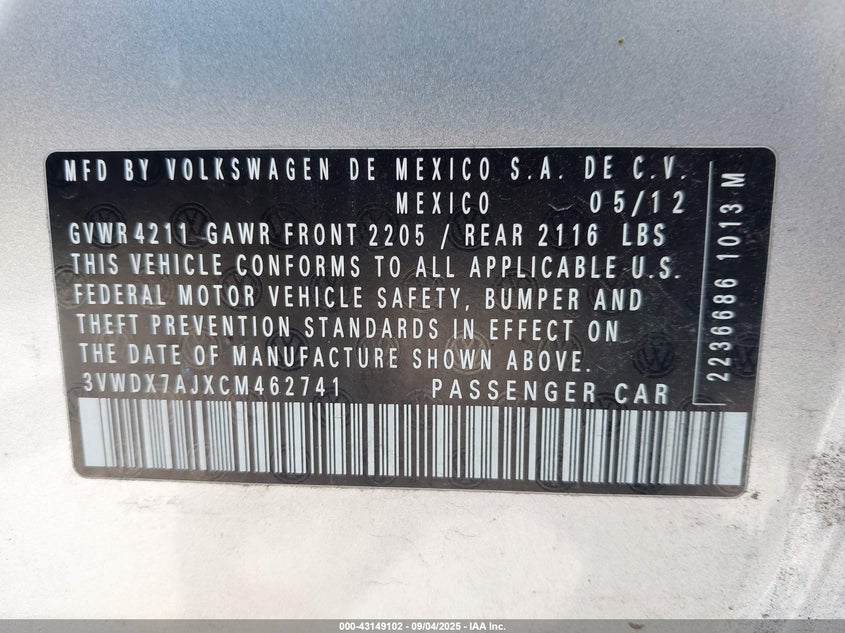 MFD BY VOLKSWAGEN DE MEXICO S.A. DE C.V.
MEXICO 05/12
GVWR 4211 GAWR FRONT 2205 / REAR 2116 LBS
THIS VEHICLE CONFORMS TO ALL APPLICABLE U.S.
FEDERAL MOTOR VEHICLE SAFETY, BUMPER AND
THEFT PREVENTION STANDARDS IN EFFECT ON
THE DATE OF MANUFACTURE SHOWN ABOVE.
3VWDX7AJXCM462741 PASSENGER CAR
2236686 1013 M
000-43149102 - 09/04/2025 - IAA Inc.